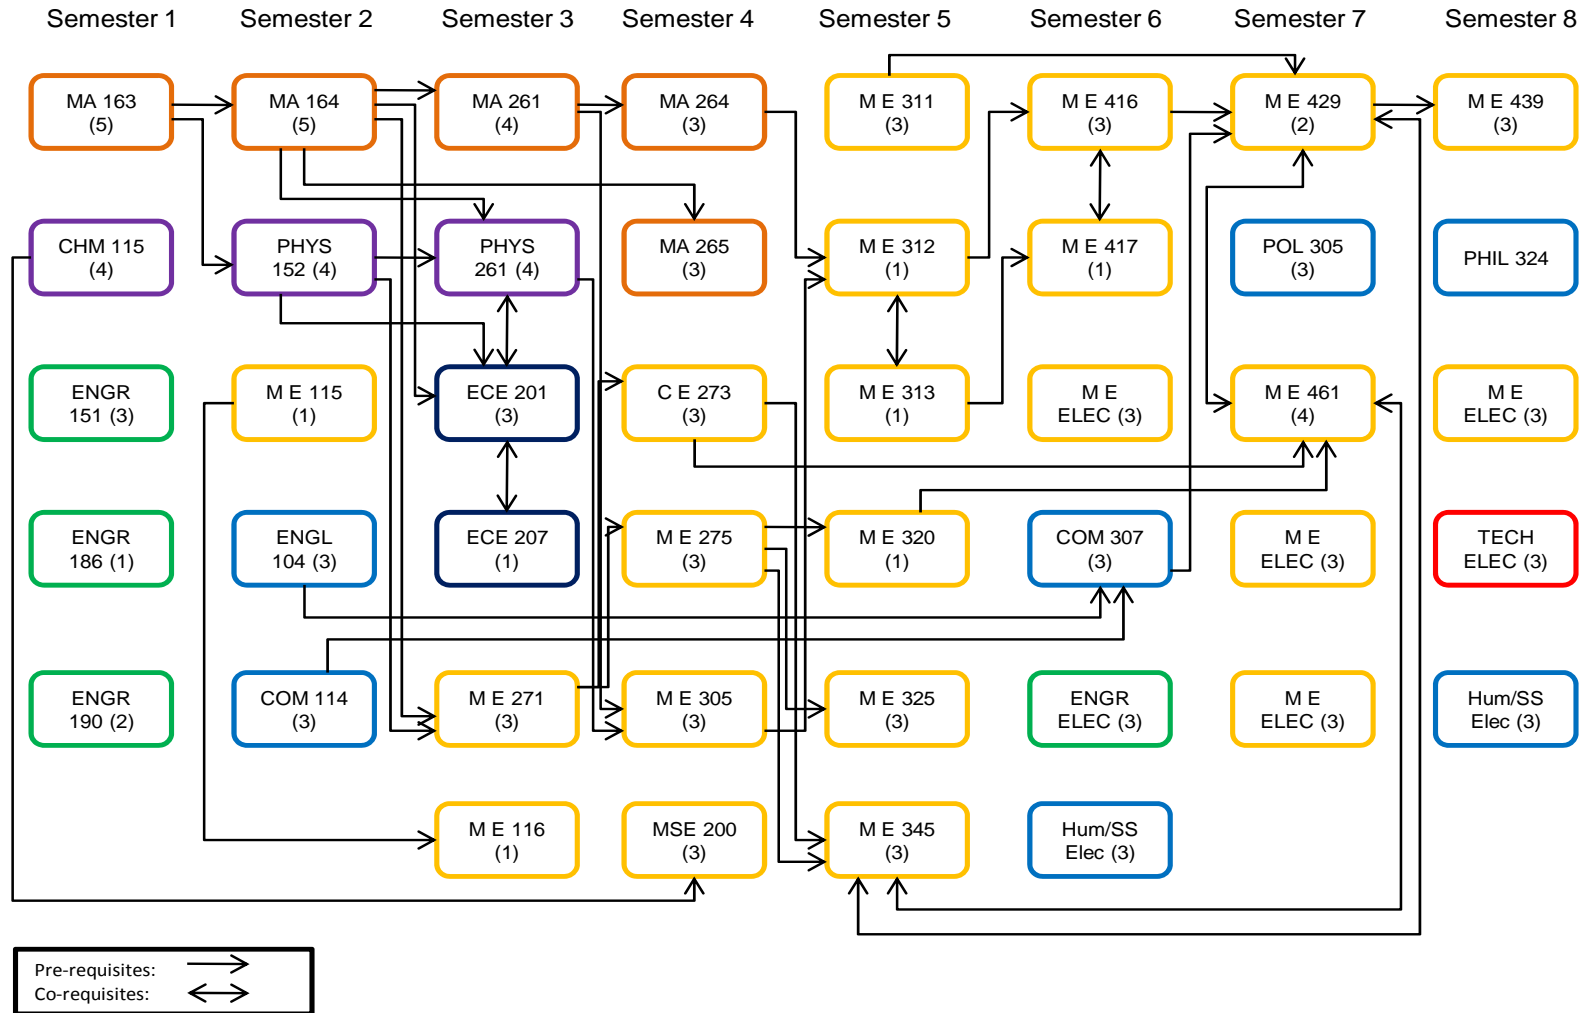 Semester 1 Semester 2 Semester 3 Semester 4 Semester 5 Semester 6 Semester 7 Semester 8
MA 163
(5)
MA 164
(5)
MA 261
(4)
MA 264
(3)
M E 311
(3)
M E 416
(3)
M E 429
(2)
M E 439
(3)
CHM 115
(4)
PHYS
152 (4)
PHYS
261 (4)
MA 265
(3)
M E 312
(1)
M E 417
(1)
POL 305
(3)
PHIL 324
ENGR
151 (3)
M E 115
(1)
ECE 201
(3)
C E 273
(3)
M E 313
(1)
M E
ELEC (3)
M E 461
(4)
M E
ELEC (3)
ENGR
186 (1)
ENGL
104 (3)
ECE 207
(1)
M E 275
(3)
M E 320
(1)
COM 307
(3)
M E
ELEC (3)
TECH
ELEC (3)
ENGR
190 (2)
COM 114
(3)
M E 271
(3)
M E 305
(3)
M E 325
(3)
ENGR
ELEC (3)
M E
ELEC (3)
Hum/SS
Elec (3)
M E 116
(1)
MSE 200
(3)
M E 345
(3)
Hum/SS
Elec (3)
Pre-requisites:
Co-requisites: